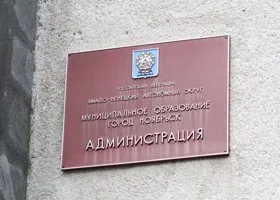 РОССИЙСКАЯ ФЕДЕРАЦИЯ
ЯМАЛО-НЕНЕЦКИЙ АВТОНОМНЫЙ ОКРУГ
МУНИЦИПАЛЬНОЕ ОБРАЗОВАНИЕ
ГОРОД НОЯБРЬСК
АДМИНИСТРАЦИЯ